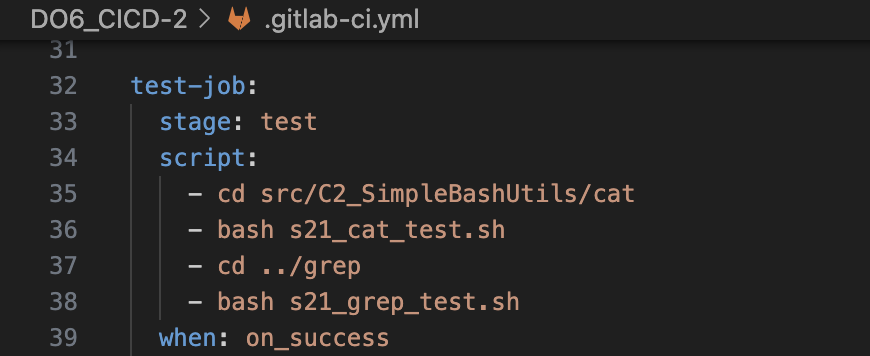 DO6_CICD-2 > .gitlab-ci.yml
31
32 test-job:
33 stage: test
34 script:
35 - cd src/C2_SimpleBashUtils/cat
36 - bash s21_cat_test.sh
37 - cd ../grep
38 - bash s21_grep_test.sh
39 when: on_success